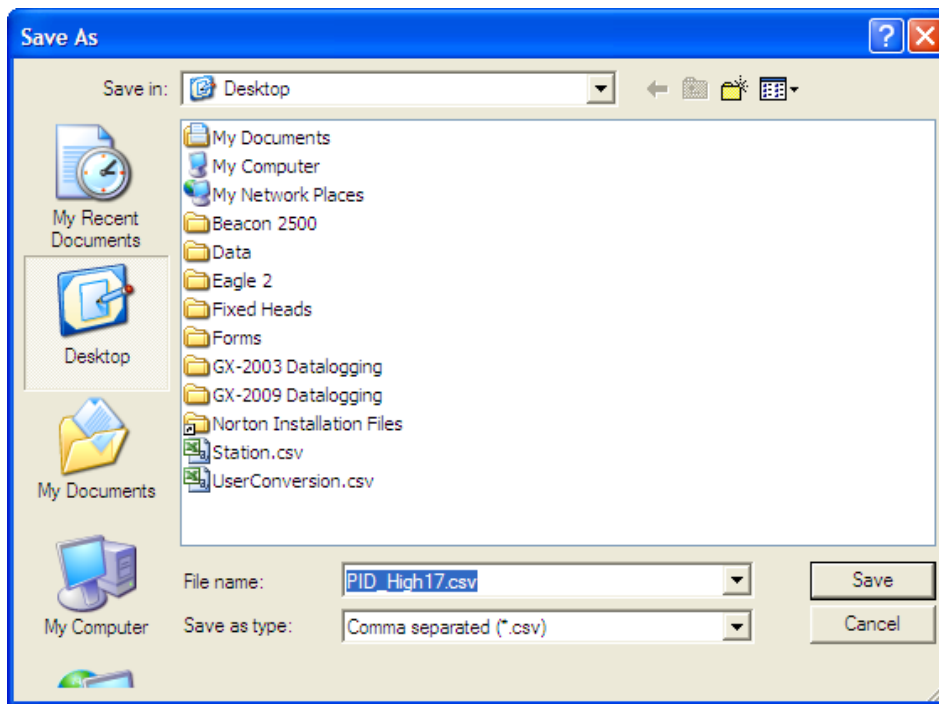 Save As
Save in:
Desktop
My Recent
Documents
Desktop
My Documents
My Computer
My Documents
My Computer
My Network Places
Beacon 2500
Data
Eagle 2
Fixed Heads
Forms
GX-2003 Datalogging
GX-2009 Datalogging
Norton Installation Files
Station.csv
UserConversion.csv
File name:
PID_High17.csv
Save
Save as type:
Comma separated (*.csv)
Cancel